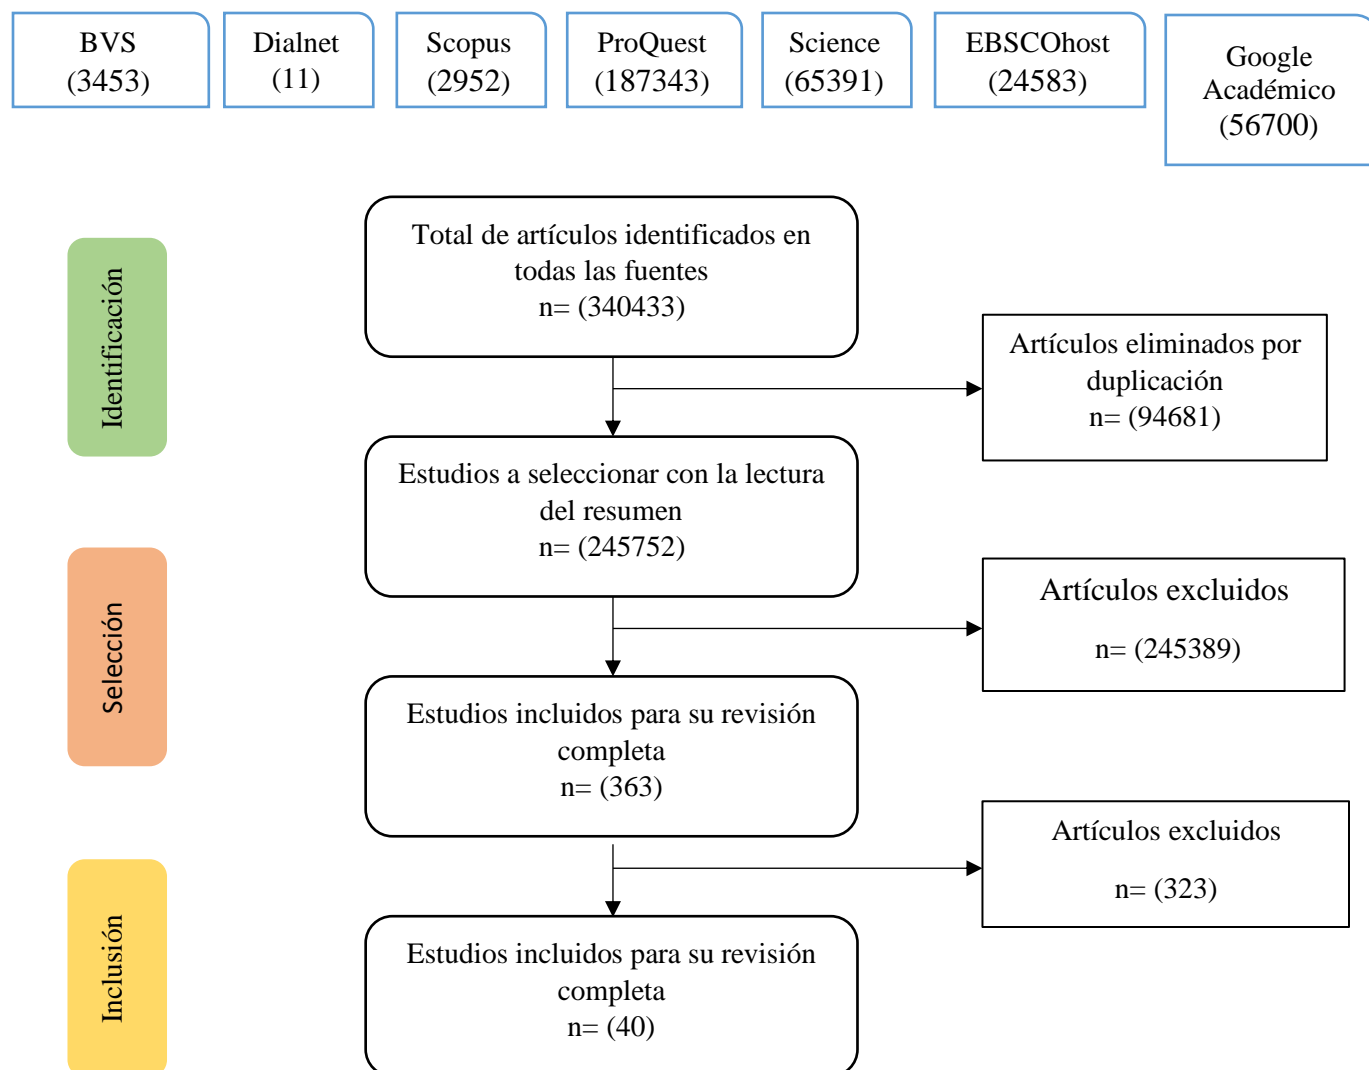 BVS
(3453)
Dialnet
(11)
Scopus
(2952)
ProQuest
(187343)
Science
(65391)
EBSCOhost
(24583)
Google
Académico
(56700)
Identificación
Total de artículos identificados en
todas las fuentes
n= (340433)
Artículos eliminados por
duplicación
n= (94681)
Estudios a seleccionar con la lectura
del resumen
n= (245752)
Selección
Artículos excluidos
n= (245389)
Estudios incluidos para su revisión
completa
n= (363)
Artículos excluidos
n= (323)
Inclusión
Estudios incluidos para su revisión
completa
n= (40)